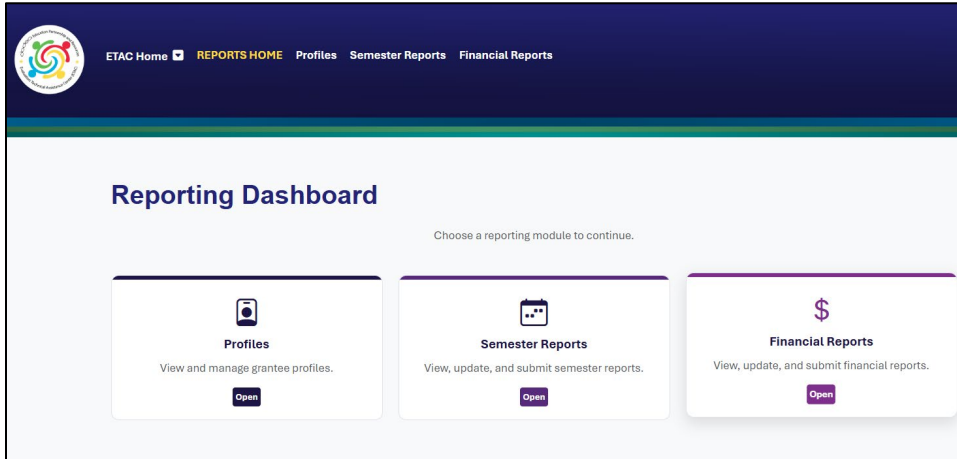 ETAC Home REPORTS HOME Profiles Semester Reports Financial Reports
Reporting Dashboard
Choose a reporting module to continue.
Profiles
View and manage grantee profiles.
Open
Semester Reports
View, update, and submit semester reports.
Open
$
Financial Reports
View, update, and submit financial reports.
Open